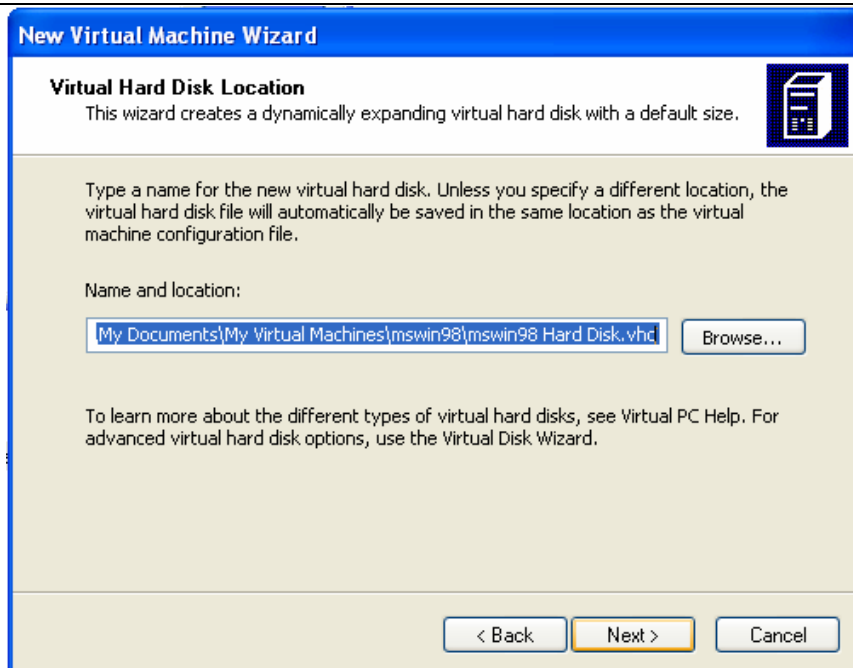 New Virtual Machine Wizard
Virtual Hard Disk Location
This wizard creates a dynamically expanding virtual hard disk with a default size.
Type a name for the new virtual hard disk. Unless you specify a different location, the
virtual hard disk file will automatically be saved in the same location as the virtual
machine configuration file.
Name and location:
My Documents\My Virtual Machines\mswin98\mswin98 Hard Disk.vhd
Browse...
To learn more about the different types of virtual hard disks, see Virtual PC Help. For
advanced virtual hard disk options, use the Virtual Disk Wizard.
< Back Next > Cancel